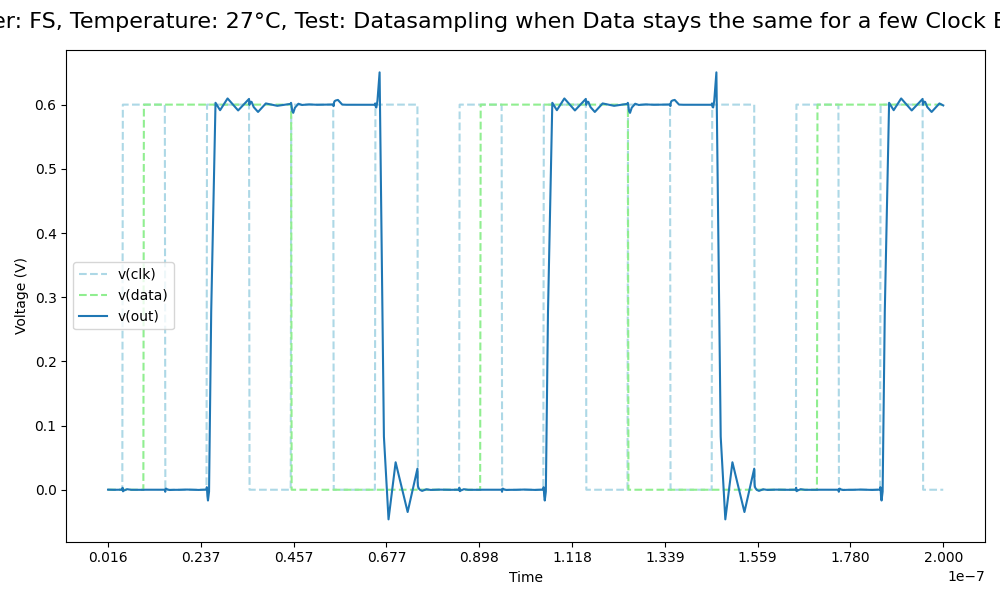 er: FS, Temperature: 27°C, Test: Datasampling when Data stays the same for a few Clock E
0.6
0.5
0.4
0.3
0.2
0.1
0.0
Voltage (V)
v(clk)
v(data)
v(out)
0.016 0.237 0.457 0.677 0.898 1.118 1.339 1.559 1.780 2.000
1e−7
Time